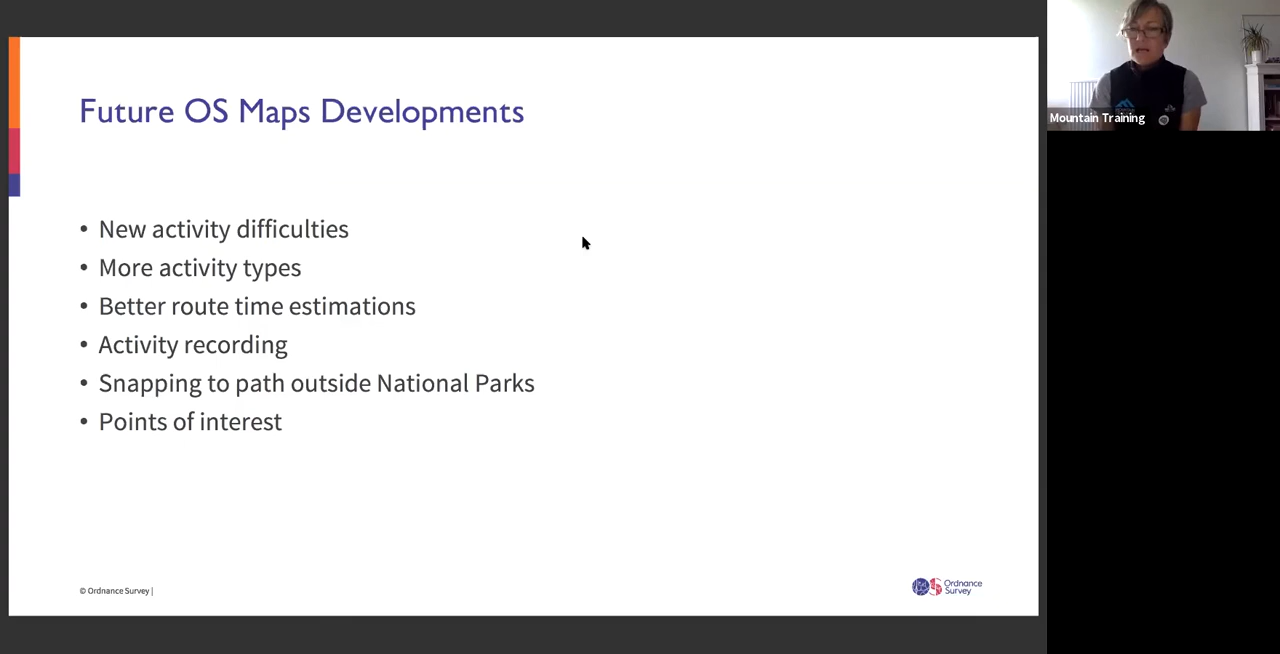 Future OS Maps Developments
• New activity difficulties
• More activity types
• Better route time estimations
• Activity recording
• Snapping to path outside National Parks
• Points of interest
© Ordnance Survey |
Ordnance
Survey
Mountain Training